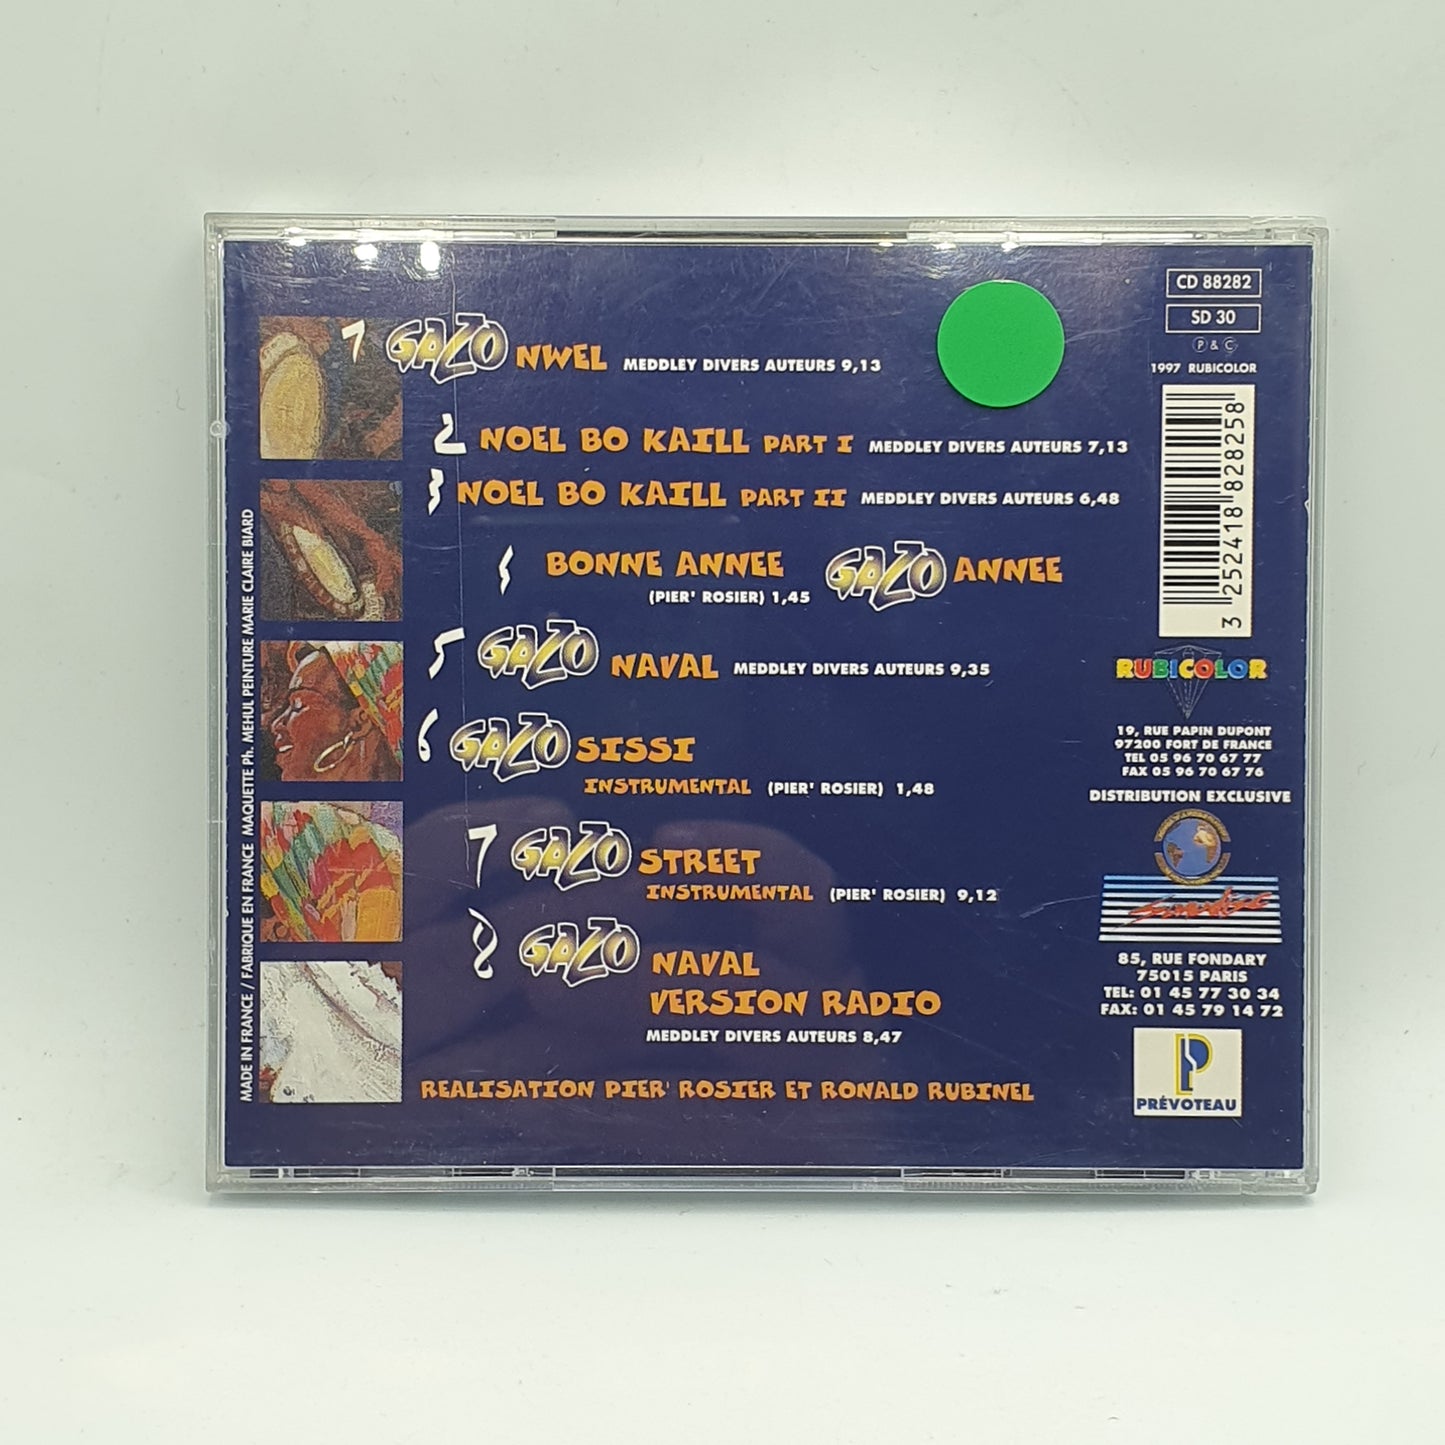 1 GAZO NWEL MEDDLEY DIVERS AUTEURS 9,13
2 NOEL BO KAILL PART I MEDDLEY DIVERS AUTEURS 7,13
3 NOEL BO KAILL PART II MEDDLEY DIVERS AUTEURS 6,48
BONNE ANNEE GAZO ANNEE
(PIER' ROSIER) 1,45
5 GAZO NAVAL MEDDLEY DIVERS AUTEURS 9,35
6 GAZO SISSI
INSTRUMENTAL (PIER' ROSIER) 1,48
7 GAZO STREET
INSTRUMENTAL (PIER' ROSIER) 9,12
8 GAZO NAVAL
VERSION RADIO
MEDDLEY DIVERS AUTEURS 8,47
REALISATION PIER' ROSIER ET RONALD RUBINEL
MADE IN FRANCE / FABRIQUE EN FRANCE MAQUETTE Ph. MEHUL PEINTURE MARIE CLAIRE BIARD
CD 88282
SD 30
P & C
1997 RUBICOLOR
3 252418 828258
RUBICOLOR
19, RUE PAPIN DUPONT
97200 FORT DE FRANCE
TEL 05 96 70 67 77
FAX 05 96 70 67 76
DISTRIBUTION EXCLUSIVE
85, RUE FONDARY
75015 PARIS
TEL: 01 45 77 30 34
FAX: 01 45 79 14 72
P
PRÉVOTEAU